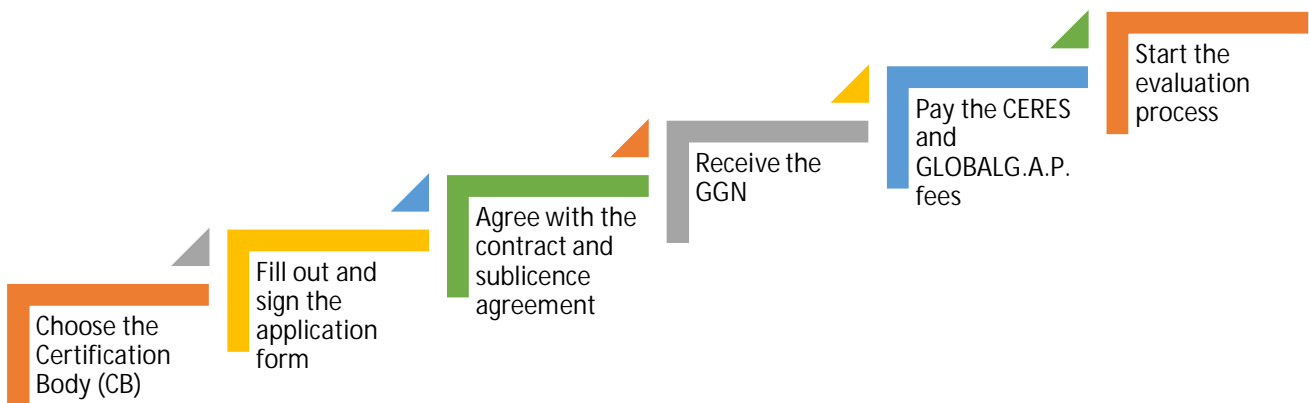 Choose the
Certification
Body (CB)
Fill out and
sign the
application
form
Agree with the
contract and
sublicence
agreement
Receive the
GGN
Pay the CERES
and
GLOBALG.A.P.
fees
Start the
evaluation
process